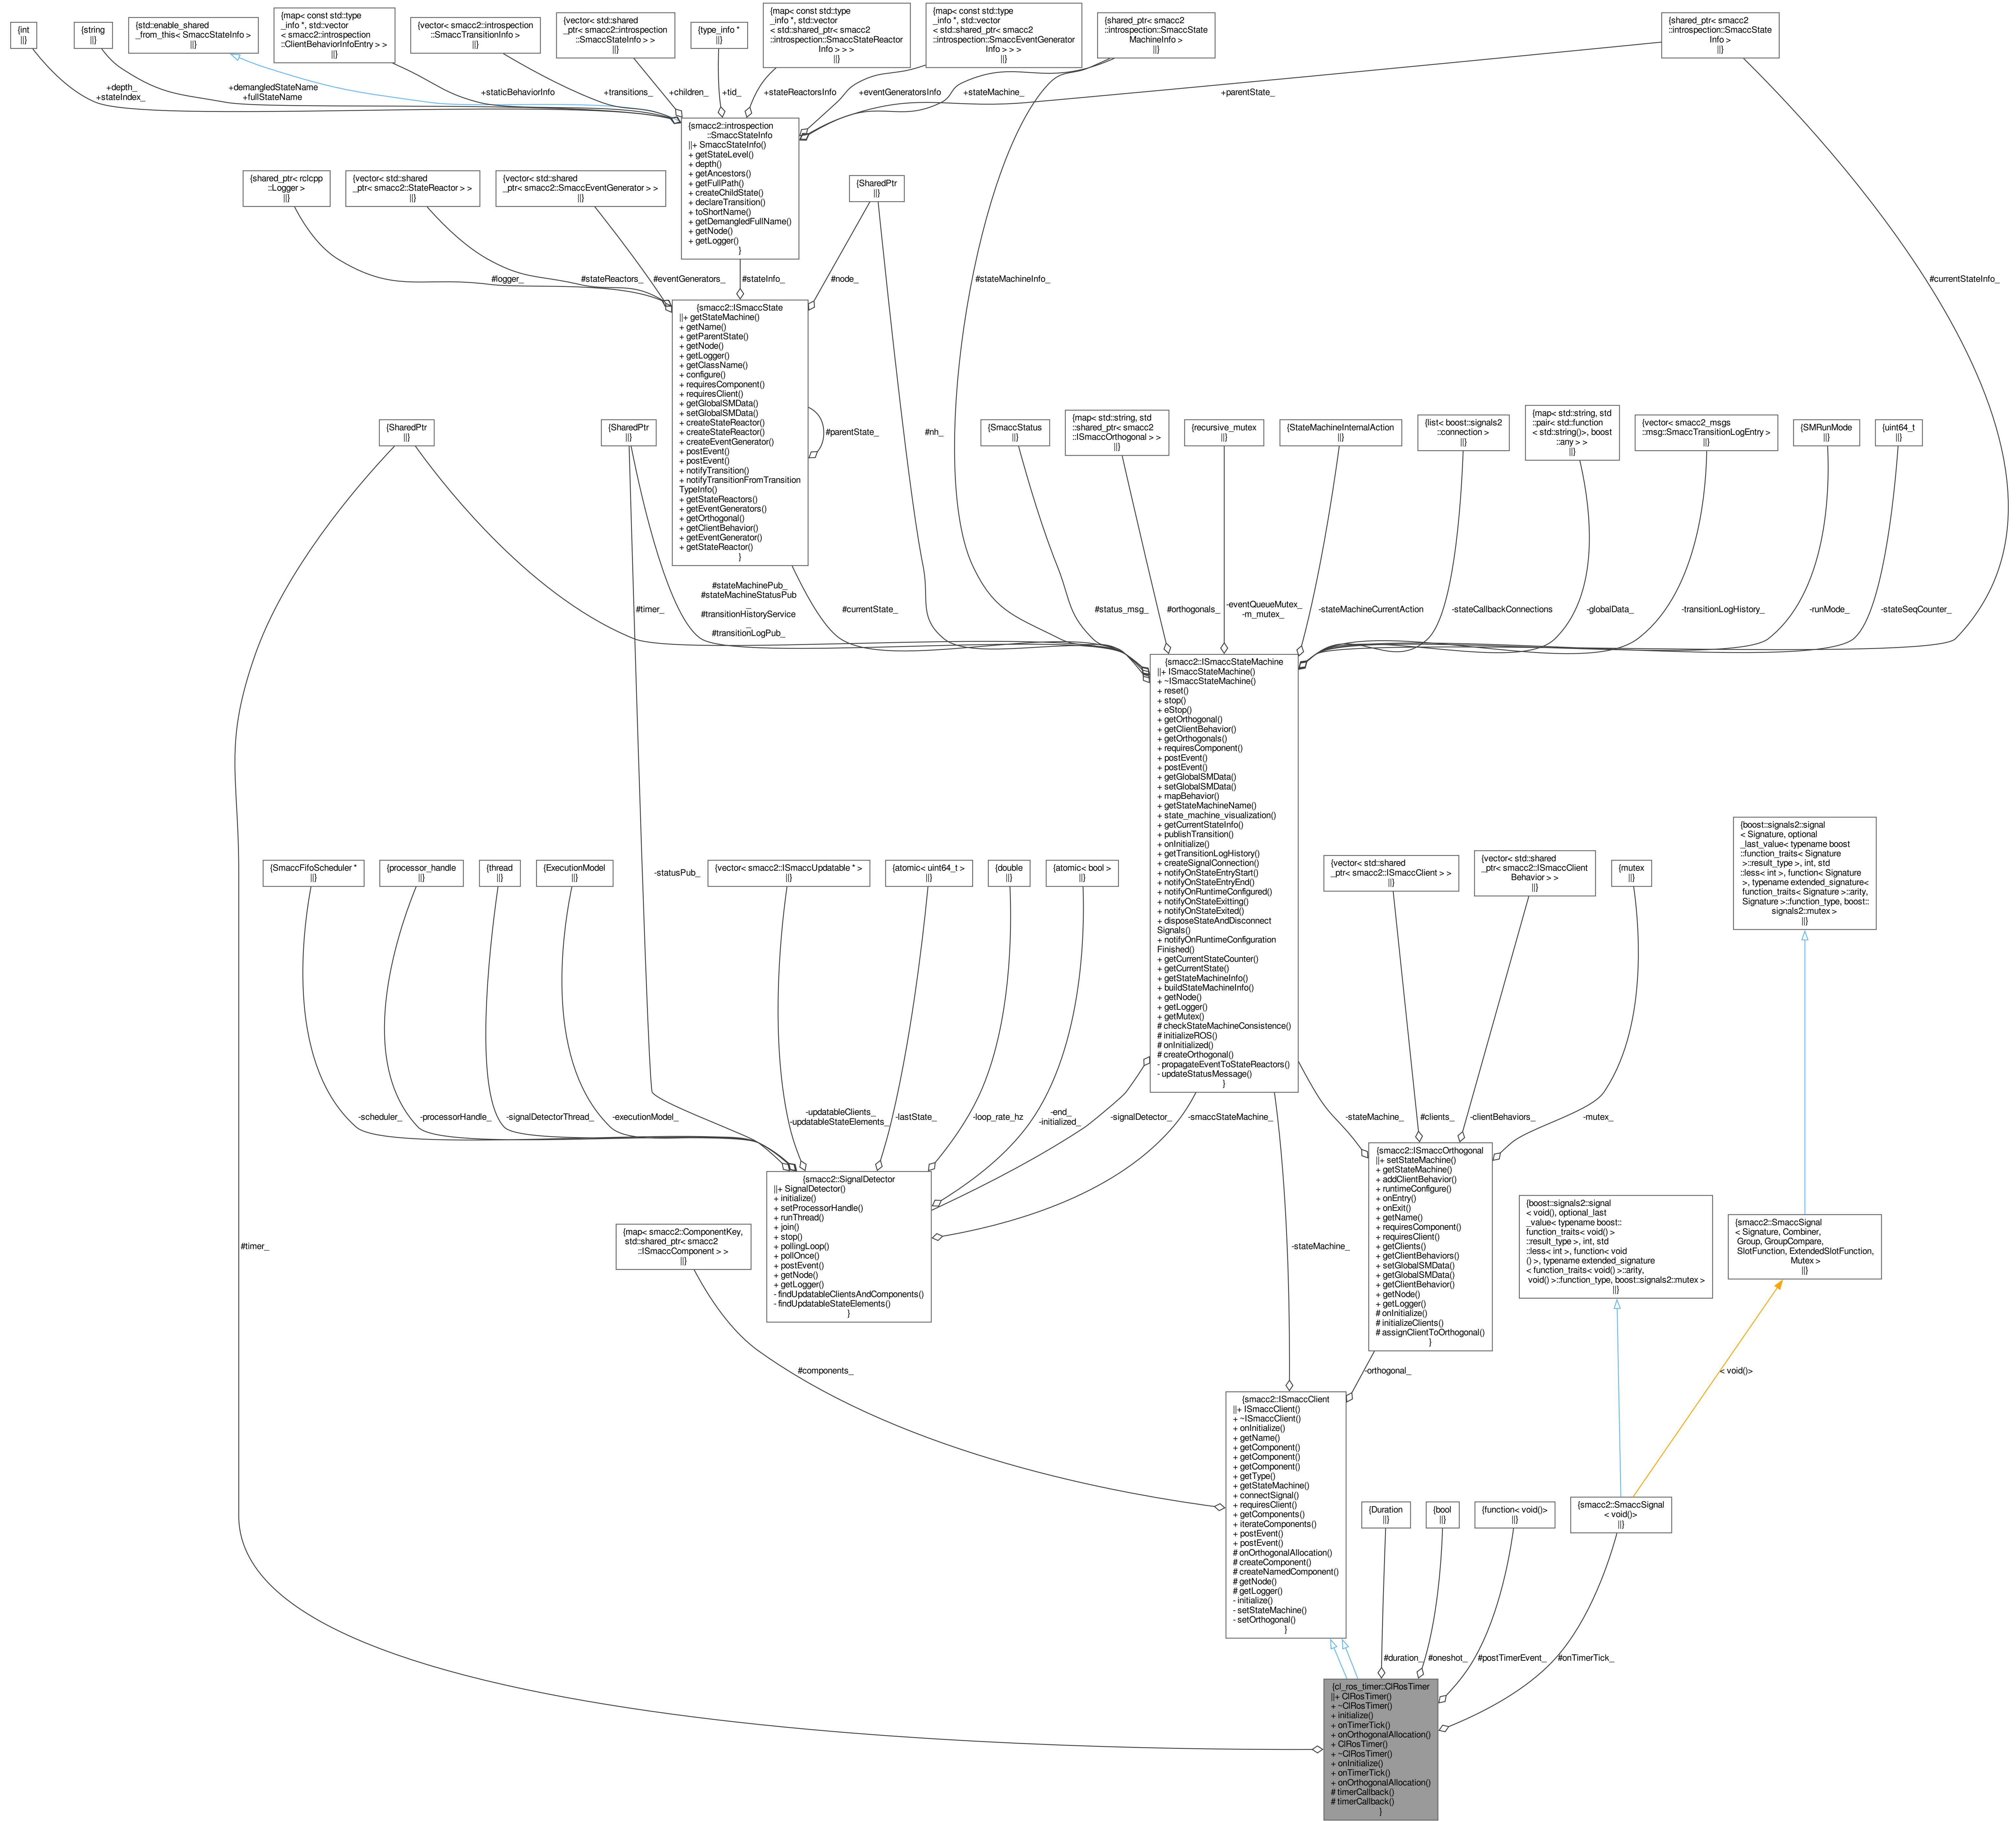 {int
||}
{string
||}
{std::enable_shared
_from_this< SmaccStateInfo >
||}
{map< const std::type
_info *, std::vector
< smacc2::introspection
::ClientBehaviorInfoEntry > >
||}
{vector< smacc2::introspection
::SmaccTransitionInfo >
||}
{vector< std::shared
_ptr< smacc2::introspection
::SmaccStateInfo > >
||}
{type_info *
||}
{map< const std::type
_info *, std::vector
< std::shared_ptr< smacc2
::introspection::SmaccStateReactor
Info > > >
||}
{map< const std::type
_info *, std::vector
< std::shared_ptr< smacc2
::introspection::SmaccEventGenerator
Info > > >
||}
{shared_ptr< smacc2
::introspection::SmaccState
MachineInfo >
||}
{shared_ptr< smacc2
::introspection::SmaccState
Info >
||}
+depth_
+stateIndex_
+demangledStateName
+fullStateName
+staticBehaviorInfo
+transitions_
+children_
+tid_
+stateReactorsInfo
+eventGeneratorsInfo
+stateMachine_
+parentState_
{smacc2::introspection
::SmaccStateInfo
||+ SmaccStateInfo()
+ getStateLevel()
+ depth()
+ getAncestors()
+ getFullPath()
+ createChildState()
+ declareTransition()
+ toShortName()
+ getDemangledFullName()
+ getNode()
+ getLogger()
}
{shared_ptr< rclcpp
::Logger >
||}
{vector< std::shared
_ptr< smacc2::StateReactor > >
||}
{vector< std::shared
_ptr< smacc2::SmaccEventGenerator > >
||}
{SharedPtr
||}
#logger_
#stateReactors_
#eventGenerators_
#stateInfo_
#node_
#stateMachineInfo_
#currentStateInfo_
{smacc2::ISmaccState
||+ getStateMachine()
+ getName()
+ getParentState()
+ getNode()
+ getLogger()
+ getClassName()
+ configure()
+ requiresComponent()
+ requiresClient()
+ getGlobalSMData()
+ setGlobalSMData()
+ createStateReactor()
+ createStateReactor()
+ createEventGenerator()
+ postEvent()
+ postEvent()
+ notifyTransition()
+ notifyTransitionFromTransition
TypeInfo()
+ getStateReactors()
+ getEventGenerators()
+ getOrthogonal()
+ getClientBehavior()
+ getEventGenerator()
+ getStateReactor()
}
#parentState_
#nh_
{SharedPtr
||}
{SharedPtr
||}
{SmaccStatus
||}
{map< std::string, std
::shared_ptr< smacc2
::ISmaccOrthogonal > >
||}
{recursive_mutex
||}
{StateMachineInternalAction
||}
{list< boost::signals2
::connection >
||}
{map< std::string, std
::pair< std::function
< std::string()>, boost
::any > >
||}
{vector< smacc2_msgs
::msg::SmaccTransitionLogEntry >
||}
{SMRunMode
||}
{uint64_t
||}
#timer_
#stateMachinePub_
#stateMachineStatusPub
_
#transitionHistoryService
_
#transitionLogPub_
#currentState_
#status_msg_
#orthogonals_
-eventQueueMutex_
-m_mutex_
-stateMachineCurrentAction
-stateCallbackConnections
-globalData_
-transitionLogHistory_
-runMode_
-stateSeqCounter_
{smacc2::ISmaccStateMachine
||+ ISmaccStateMachine()
+ ~ISmaccStateMachine()
+ reset()
+ stop()
+ eStop()
+ getOrthogonal()
+ getClientBehavior()
+ getOrthogonals()
+ requiresComponent()
+ postEvent()
+ postEvent()
+ getGlobalSMData()
+ setGlobalSMData()
+ mapBehavior()
+ getStateMachineName()
+ state_machine_visualization()
+ getCurrentStateInfo()
+ publishTransition()
+ onInitialize()
+ getTransitionLogHistory()
+ createSignalConnection()
+ notifyOnStateEntryStart()
+ notifyOnStateEntryEnd()
+ notifyOnRuntimeConfigured()
+ notifyOnStateExitting()
+ notifyOnStateExited()
+ disposeStateAndDisconnect
Signals()
+ notifyOnRuntimeConfiguration
Finished()
+ getCurrentStateCounter()
+ getCurrentState()
+ getStateMachineInfo()
+ buildStateMachineInfo()
+ getNode()
+ getLogger()
+ getMutex()
# checkStateMachineConsistence()
# initializeROS()
# onInitialized()
# createOrthogonal()
- propagateEventToStateReactors()
- updateStatusMessage()
}
{SmaccFifoScheduler *
||}
{processor_handle
||}
{thread
||}
{ExecutionModel
||}
-statusPub_
{vector< smacc2::ISmaccUpdatable * >
||}
{atomic< uint64_t >
||}
{double
||}
{atomic< bool >
||}
{vector< std::shared
_ptr< smacc2::ISmaccClient > >
||}
{vector< std::shared
_ptr< smacc2::ISmaccClient
Behavior > >
||}
{mutex
||}
{boost::signals2::signal
< Signature, optional
_last_value< typename boost
::function_traits< Signature
>::result_type >, int, std
::less< int >, function< Signature
>, typename extended_signature<
function_traits< Signature >::arity,
Signature >::function_type, boost::
signals2::mutex >
||}
-scheduler_
-processorHandle_
-signalDetectorThread_
-executionModel_
-updatableClients_
-updatableStateElements_
-lastState_
-loop_rate_hz
-end_
-initialized_
-signalDetector_
-smaccStateMachine_
-stateMachine_
#clients_
-clientBehaviors_
-mutex_
{smacc2::SignalDetector
||+ SignalDetector()
+ initialize()
+ setProcessorHandle()
+ runThread()
+ join()
+ stop()
+ pollingLoop()
+ pollOnce()
+ postEvent()
+ getNode()
+ getLogger()
- findUpdatableClientsAndComponents()
- findUpdatableStateElements()
}
{smacc2::ISmaccOrthogonal
||+ setStateMachine()
+ getStateMachine()
+ addClientBehavior()
+ runtimeConfigure()
+ onEntry()
+ onExit()
+ getName()
+ requiresComponent()
+ requiresClient()
+ getClients()
+ getClientBehaviors()
+ setGlobalSMData()
+ getGlobalSMData()
+ getClientBehavior()
+ getNode()
+ getLogger()
# onInitialize()
# initializeClients()
# assignClientToOrthogonal()
}
{map< smacc2::ComponentKey,
std::shared_ptr< smacc2
::ISmaccComponent > >
||}
{boost::signals2::signal
< void(), optional_last
_value< typename boost::
function_traits< void() >
::result_type >, int, std
::less< int >, function< void
() >, typename extended_signature
< function_traits< void() >::arity,
void() >::function_type, boost::signals2::mutex >
||}
{smacc2::SmaccSignal
< Signature, Combiner,
Group, GroupCompare,
SlotFunction, ExtendedSlotFunction,
Mutex >
||}
#timer_
-stateMachine_
#components_
-orthogonal_
< void()>
{smacc2::ISmaccClient
||+ ISmaccClient()
+ ~ISmaccClient()
+ onInitialize()
+ getName()
+ getComponent()
+ getComponent()
+ getComponent()
+ getType()
+ getStateMachine()
+ connectSignal()
+ requiresClient()
+ getComponents()
+ iterateComponents()
+ postEvent()
+ postEvent()
# onOrthogonalAllocation()
# createComponent()
# createNamedComponent()
# getNode()
# getLogger()
- initialize()
- setStateMachine()
- setOrthogonal()
}
{Duration
||}
{bool
||}
{function< void()>
||}
{smacc2::SmaccSignal
< void()>
||}
#duration_
#oneshot_
#postTimerEvent_
#onTimerTick_
{cl_ros_timer::ClRosTimer
||+ ClRosTimer()
+ ~ClRosTimer()
+ initialize()
+ onTimerTick()
+ onOrthogonalAllocation()
+ ClRosTimer()
+ ~ClRosTimer()
+ onInitialize()
+ onTimerTick()
+ onOrthogonalAllocation()
# timerCallback()
# timerCallback()
}